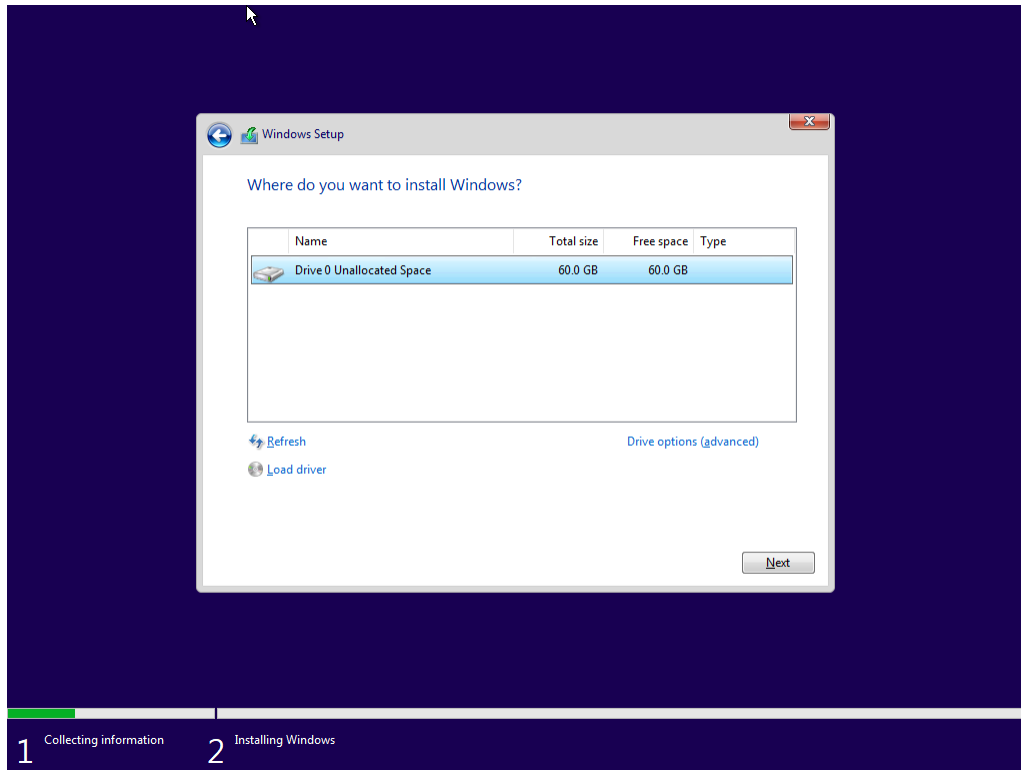 Windows Setup
Where do you want to install Windows?
Name Total size Free space Type
Drive 0 Unallocated Space 60.0 GB 60.0 GB
Refresh Drive options (advanced)
Load driver
Next
1 Collecting information 2 Installing Windows